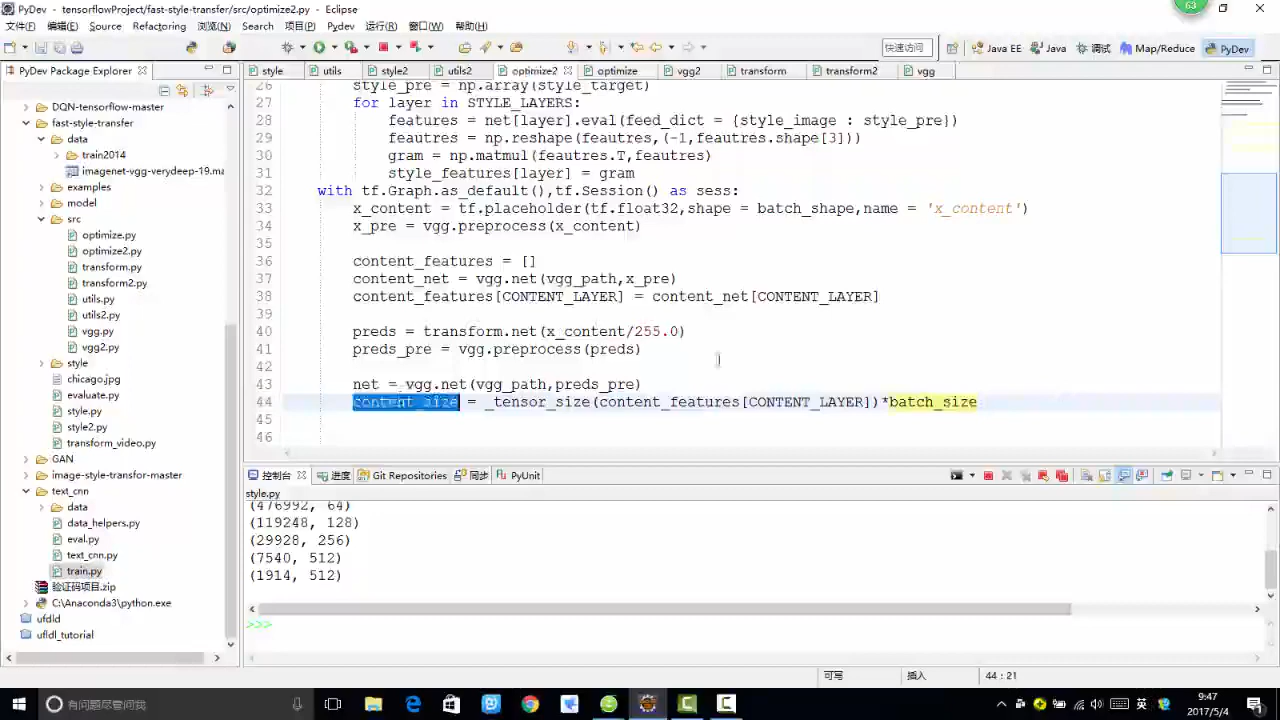 PyDev - tensorflowProject/fast-style-transfer/src/optimize2.py - Eclipse
63
文件(F) 编辑(E) Source Refactoring 浏览(N) Search 项目(P) Pydev 运行(R) 窗口(W) 帮助(H)
快速访问 Java EE Java 调试 Map/Reduce PyDev
PyDev Package Explorer
style utils style2 utils2 optimize2 optimize vgg2 transform transform2 vgg
DQN-tensorflow-master
fast-style-transfer
data
train2014
imagenet-vgg-verydeep-19.ma
examples
model
src
optimize.py
optimize2.py
transform.py
transform2.py
utils.py
utils2.py
vgg.py
vgg2.py
style
chicago.jpg
evaluate.py
style.py
style2.py
transform_video.py
GAN
image-style-transfor-master
text_cnn
data
data_helpers.py
eval.py
text_cnn.py
train.py
验证码项目.zip
C:\Anaconda3\python.exe
ufdld
ufldl_tutorial
26 style_pre = np.array(style_target)
27 for layer in STYLE_LAYERS:
28 features = net[layer].eval(feed_dict = {style_image : style_pre})
29 feautres = np.reshape(feautres,(-1,feautres.shape[3]))
30 gram = np.matmul(feautres.T,feautres)
31 style_features[layer] = gram
32 with tf.Graph.as_default(),tf.Session() as sess:
33 x_content = tf.placeholder(tf.float32,shape = batch_shape,name = 'x_content')
34 x_pre = vgg.preprocess(x_content)
35
36 content_features = []
37 content_net = vgg.net(vgg_path,x_pre)
38 content_features[CONTENT_LAYER] = content_net[CONTENT_LAYER]
39
40 preds = transform.net(x_content/255.0)
41 preds_pre = vgg.preprocess(preds)
42
43 net = vgg.net(vgg_path,preds_pre)
44 content_size = _tensor_size(content_features[CONTENT_LAYER])*batch_size
45
46
控制台 进度 Git Repositories 同步 PyUnit
style.py
(476992, 64)
(119248, 128)
(29928, 256)
(7540, 512)
(1914, 512)
>>>
可写 插入 44 : 21
有问题尽管问我
英
9:47
2017/5/4